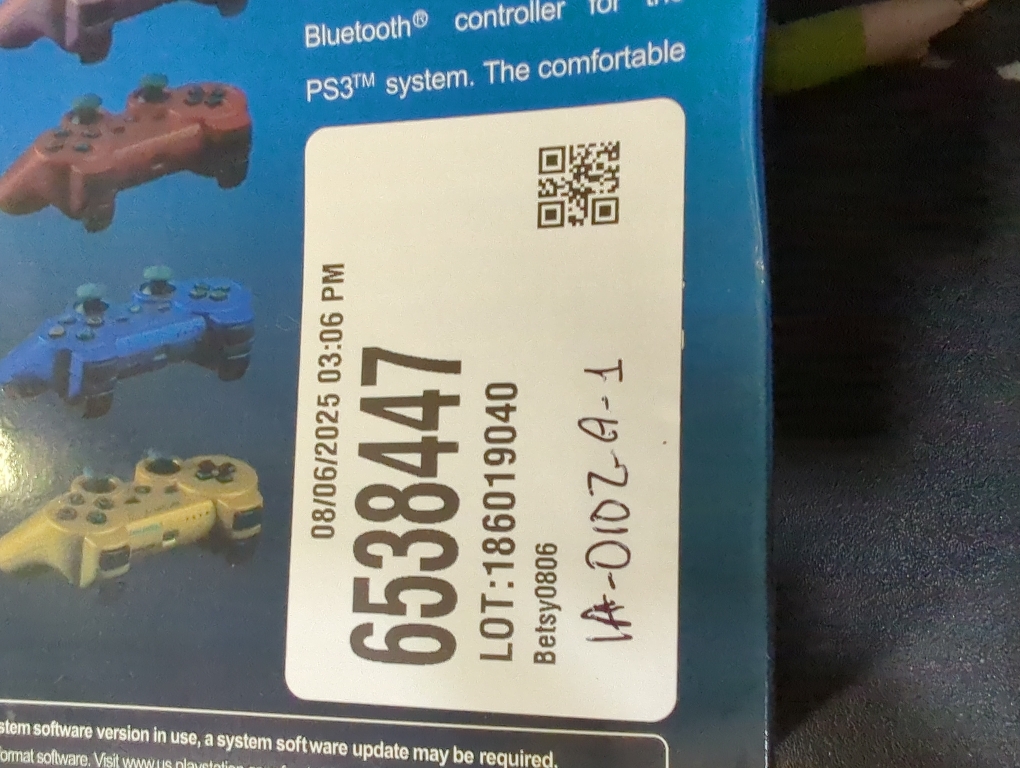 Bluetooth® controller for
PS3™ system. The comfortable
08/06/2025 03:06 PM
6538447
LOT:186019040
Betsy0806
1A-0102-A-1
stem software version in use, a system software update may be required.
ormat software. Visit www.us.playstation